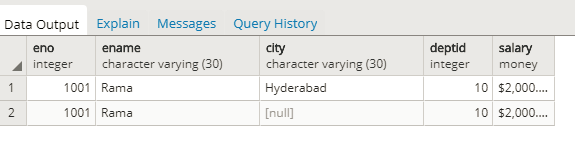 Data Output Explain Messages Query History
eno ename city deptid salary
integer character varying (30) character varying (30) integer money
1 1001 Rama Hyderabad 10 $2,000....
2 1001 Rama [null] 10 $2,000....